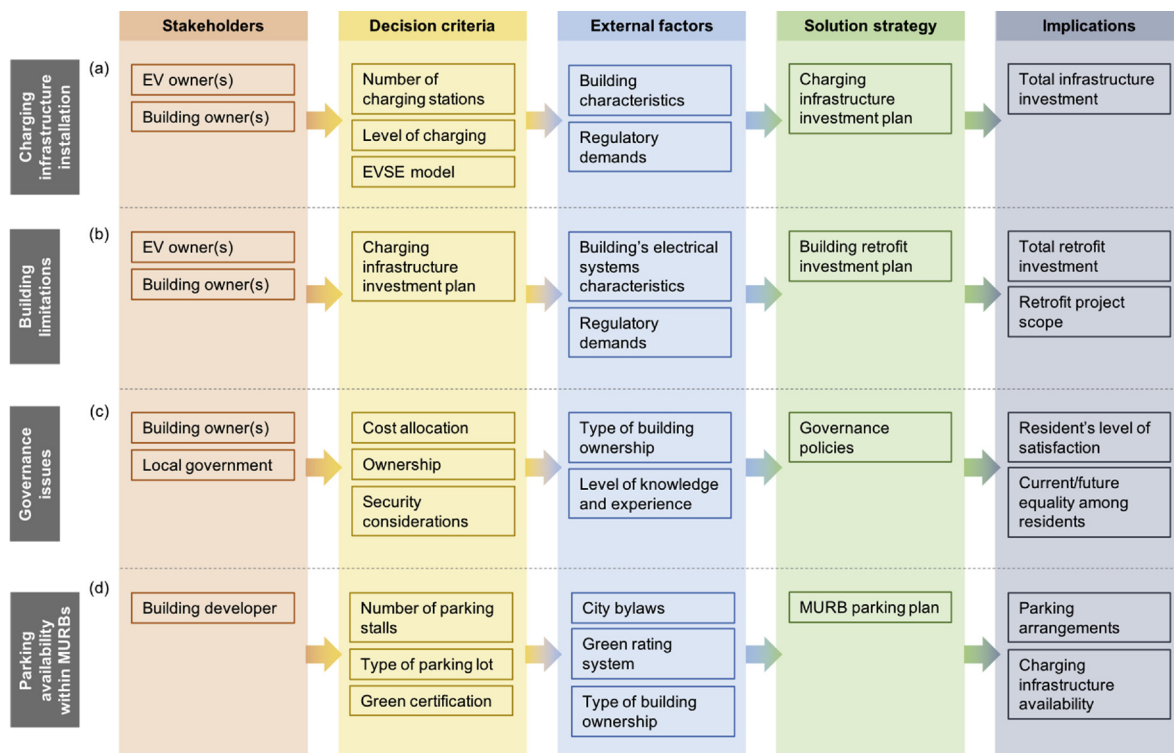 Stakeholders
Decision criteria
External factors
Solution strategy
Implications
Charging
infrastructure
installation
(a)
EV owner(s)
Building owner(s)
Number of
charging stations
Level of charging
EVSE model
Building
characteristics
Regulatory
demands
Charging
infrastructure
investment plan
Total infrastructure
investment
Building
limitations
(b)
EV owner(s)
Building owner(s)
Charging
infrastructure
investment plan
Building's electrical
systems
characteristics
Regulatory
demands
Building retrofit
investment plan
Total retrofit
investment
Retrofit project
scope
Governance
issues
(c)
Building owner(s)
Local government
Cost allocation
Ownership
Security
considerations
Type of building
ownership
Level of knowledge
and experience
Governance
policies
Resident's level of
satisfaction
Current/future
equality among
residents
Parking
availability
within MURBs
(d)
Building developer
Number of parking
stalls
Type of parking lot
Green certification
City bylaws
Green rating
system
Type of building
ownership
MURB parking plan
Parking
arrangements
Charging
infrastructure
availability